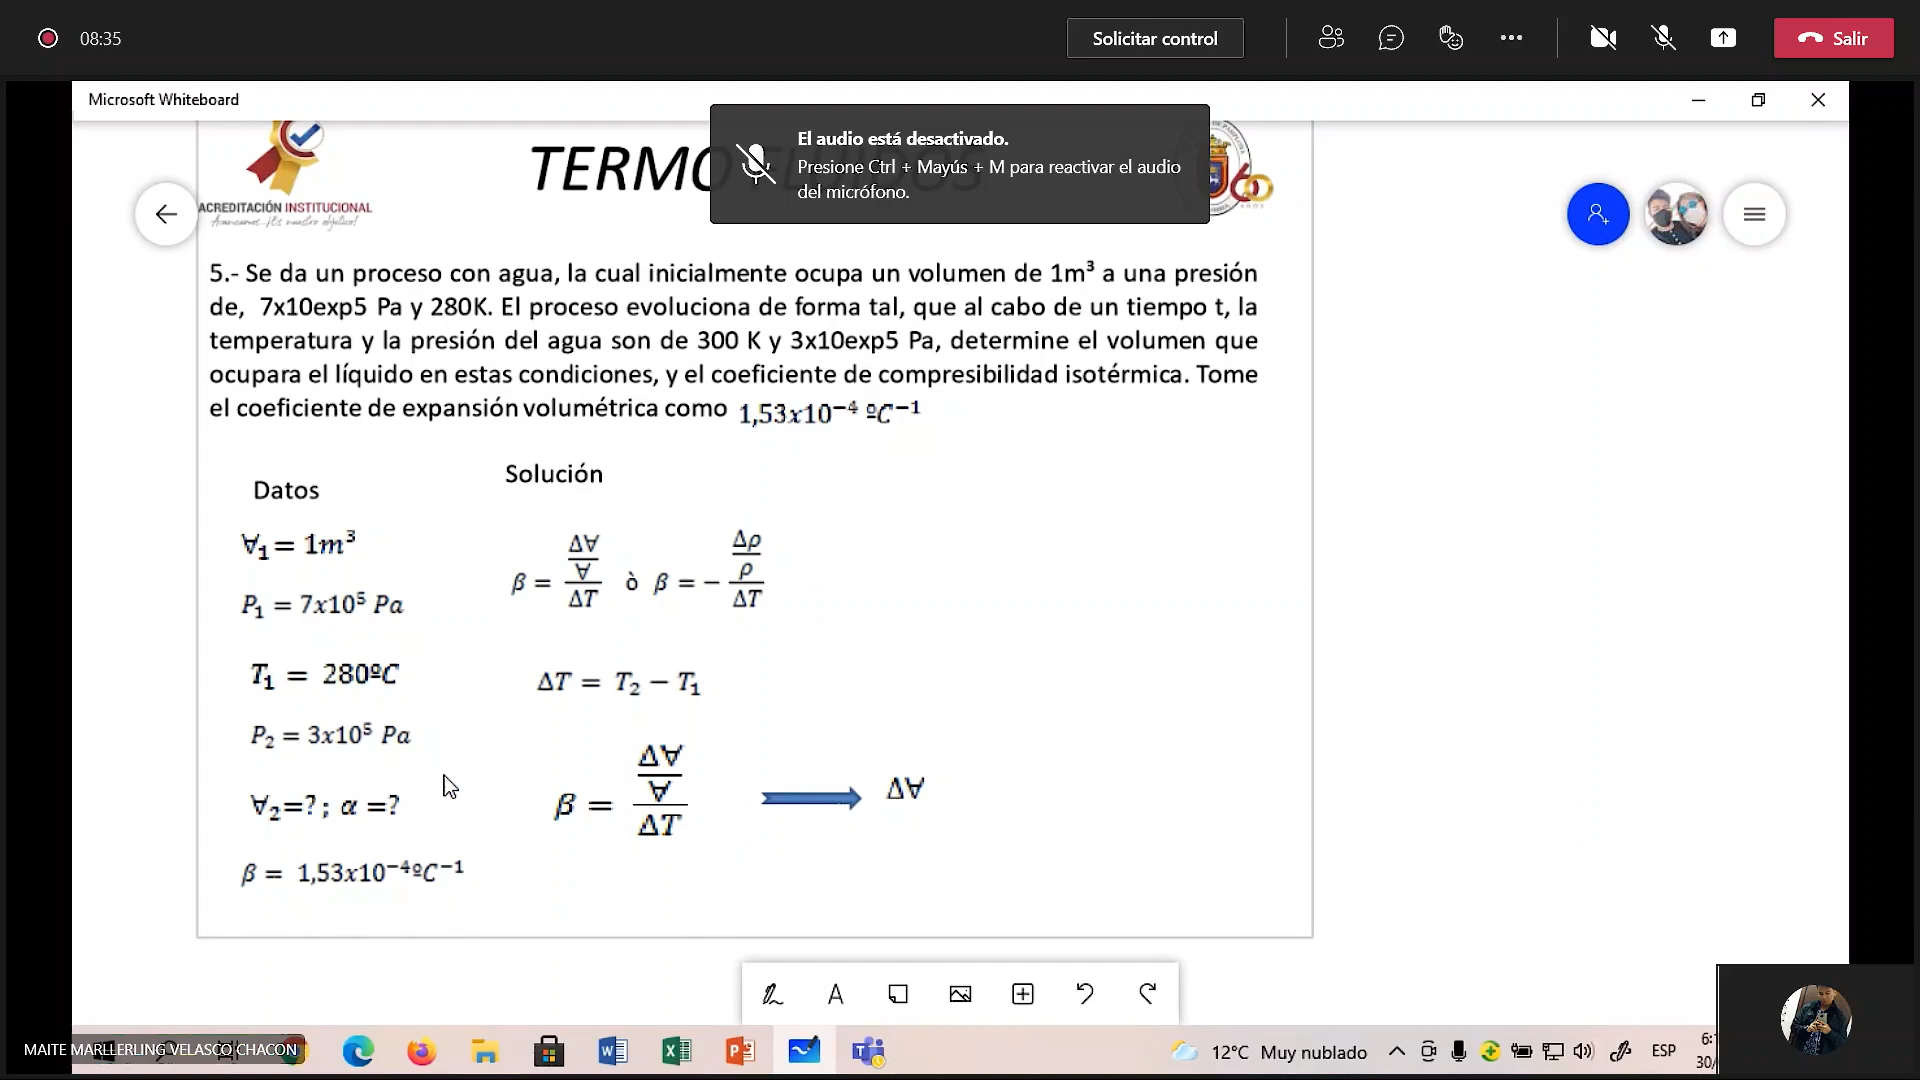 08:35
Solicitar control
Salir
Microsoft Whiteboard
El audio está desactivado.
Presione Ctrl + Mayús + M para reactivar el audio
del micrófono.
TERMO
ACREDITACIÓN INSTITUCIONAL
5.- Se da un proceso con agua, la cual inicialmente ocupa un volumen de 1m³ a una presión
de, 7x10exp5 Pa y 280K. El proceso evoluciona de forma tal, que al cabo de un tiempo t, la
temperatura y la presión del agua son de 300 K y 3x10exp5 Pa, determine el volumen que
ocupara el líquido en estas condiciones, y el coeficiente de compresibilidad isotérmica. Tome
el coeficiente de expansión volumétrica como 1,53x10⁻⁴ ºC⁻¹
Solución
Datos
∀₁ = 1m³
β = ((Δ∀/∀)/ΔT) ò β = − ((Δρ/ρ)/ΔT)
P₁ = 7x10⁵ Pa
T₁ = 280ºC
ΔT = T₂ − T₁
P₂ = 3x10⁵ Pa
β = ((Δ∀/∀)/ΔT) Δ∀
∀₂=? ; α =?
β = 1,53x10⁻⁴ºC⁻¹
MAITE MARLLERLING VELASCO CHACON
12°C Muy nublado
ESP